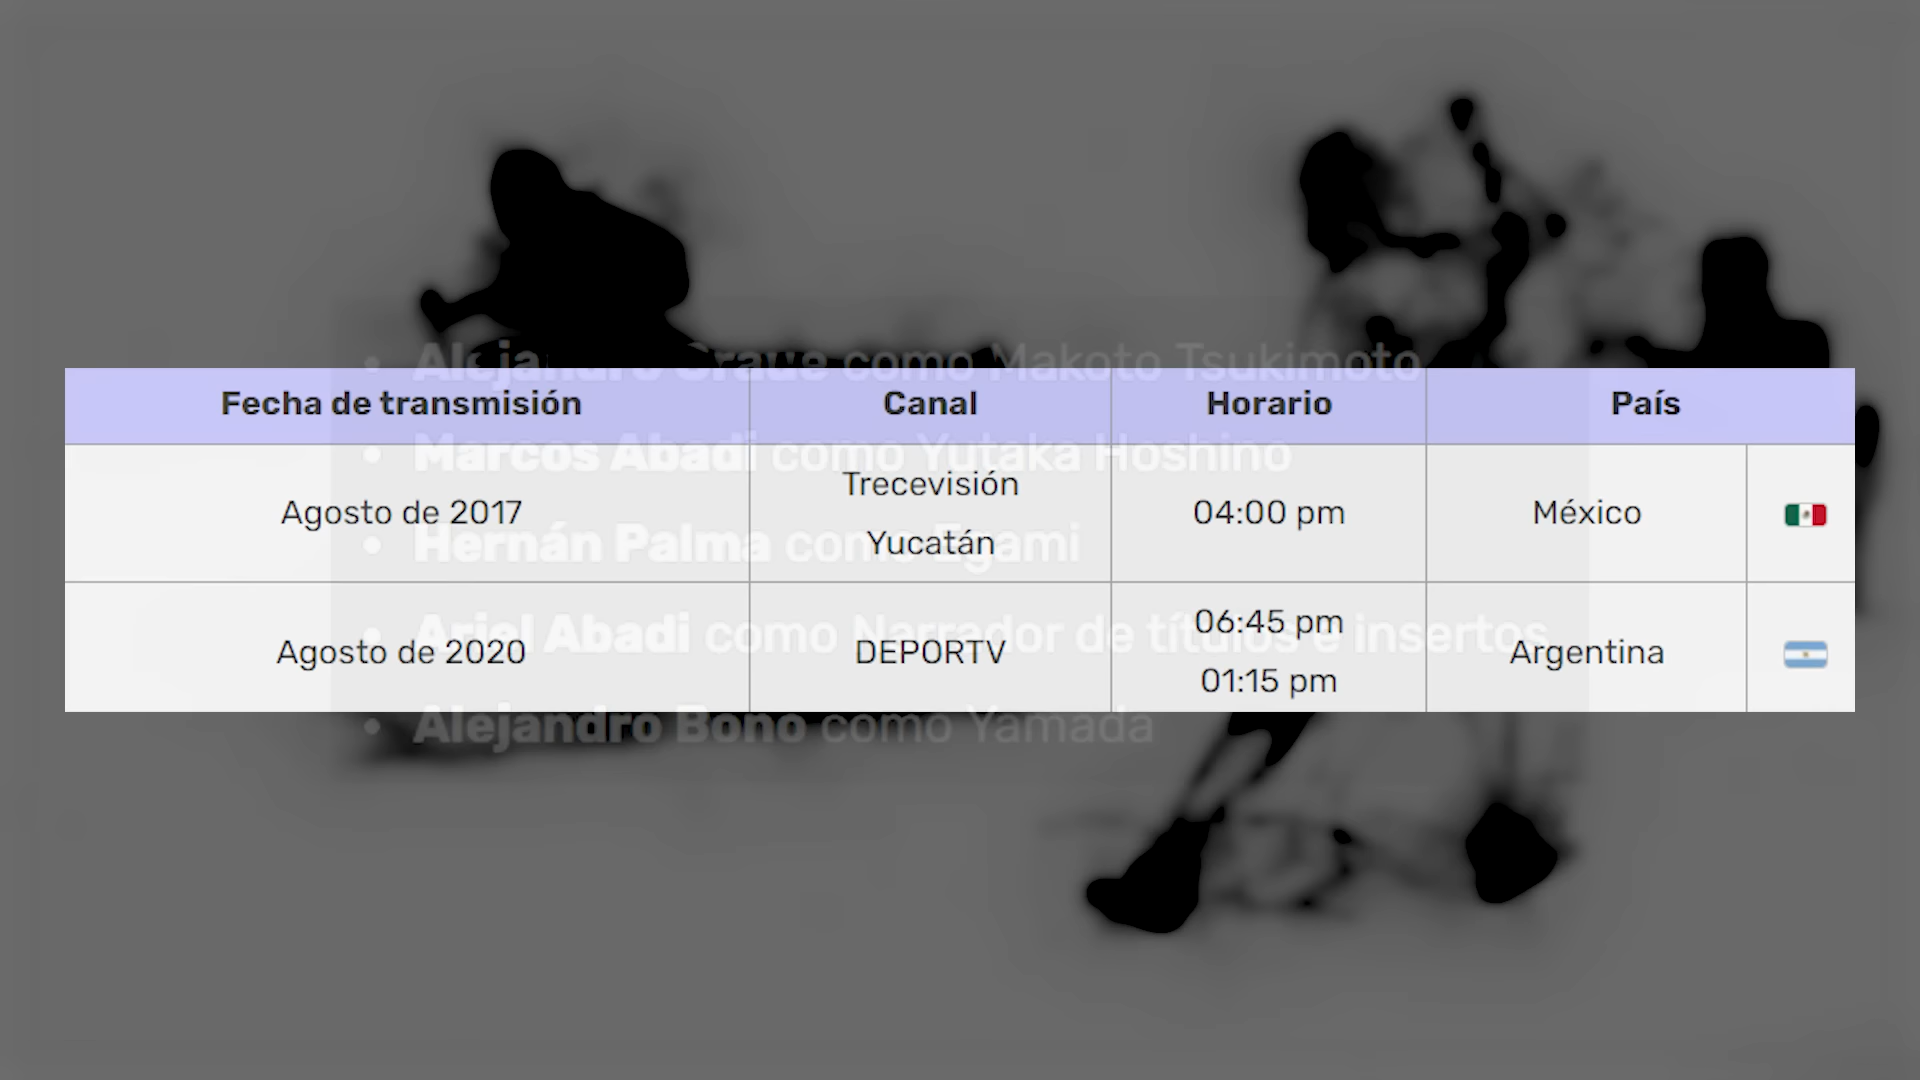 Alejandro Graue como Makoto Tsukimoto
Fecha de transmisión Canal Horario País
Marcos Abadi como Yutaka Hoshino
Agosto de 2017 Trecevisión Yucatán 04:00 pm México
Hernán Palma como Egami
Ariel Abadi como Narrador de títulos e insertos
Agosto de 2020 DEPORTV 06:45 pm 01:15 pm Argentina
Alejandro Bono como Yamada